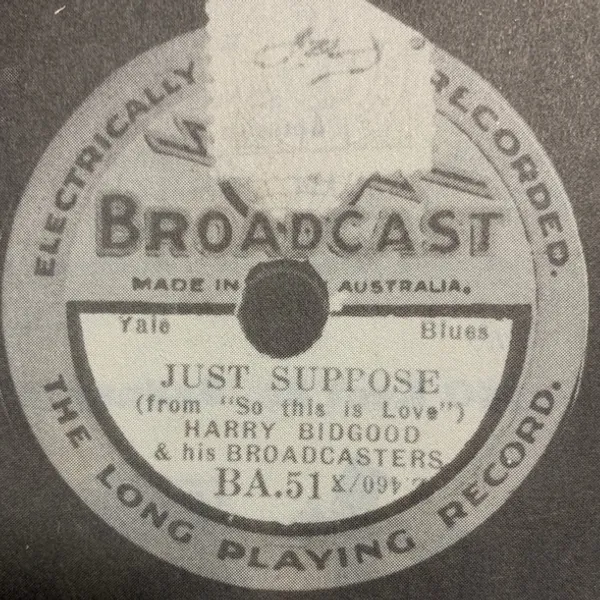 ELECTRICALLY RECORDED.
BROADCAST
MADE IN AUSTRALIA.
Yale Blues
JUST SUPPOSE
(from "So this is Love")
HARRY BIDGOOD
& his BROADCASTERS
BA.51
THE LONG PLAYING RECORD.